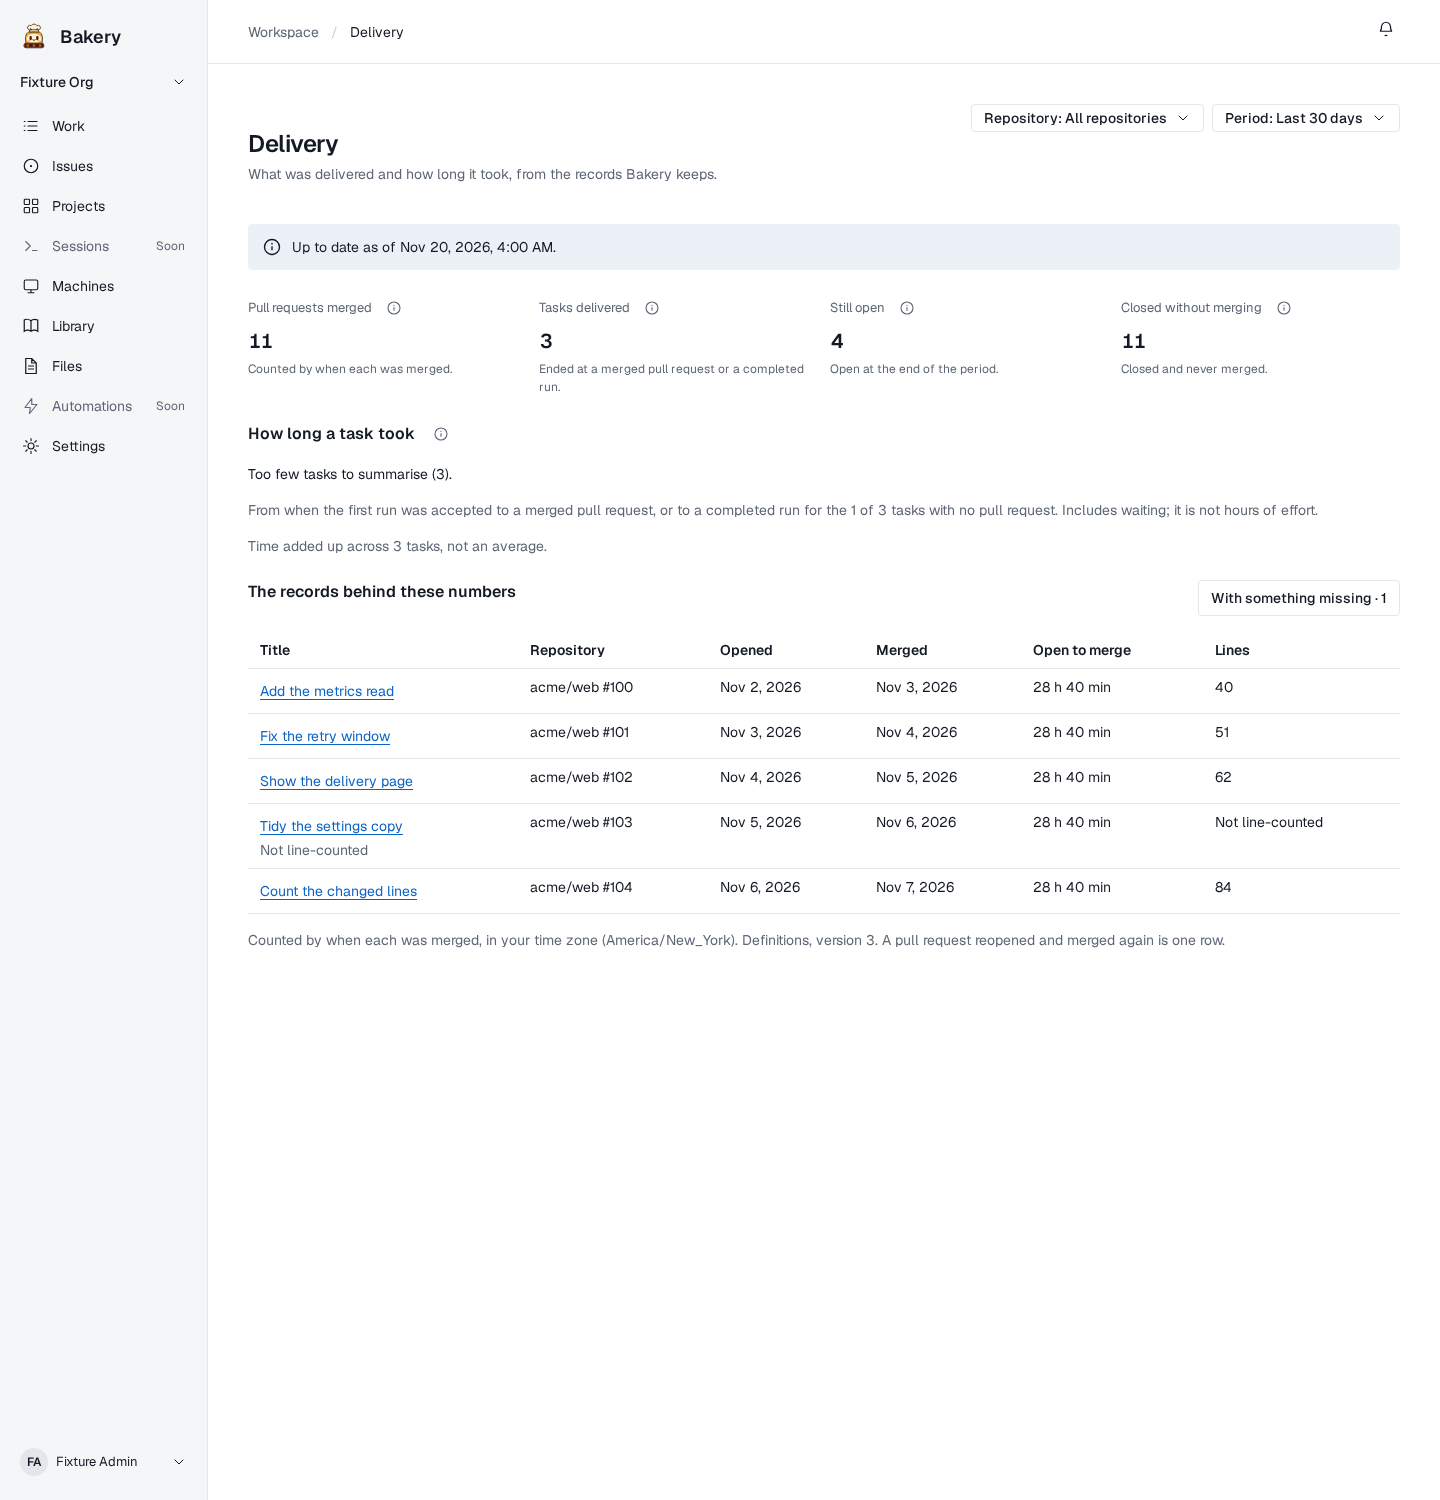 Bakery
Fixture Org
Work
Issues
Projects
Sessions Soon
Machines
Library
Files
Automations Soon
Settings
FA Fixture Admin
Workspace / Delivery
Repository: All repositories
Period: Last 30 days
Delivery
What was delivered and how long it took, from the records Bakery keeps.
Up to date as of Nov 20, 2026, 4:00 AM.
Pull requests merged
11
Counted by when each was merged.
Tasks delivered
3
Ended at a merged pull request or a completed
run.
Still open
4
Open at the end of the period.
Closed without merging
11
Closed and never merged.
How long a task took
Too few tasks to summarise (3).
From when the first run was accepted to a merged pull request, or to a completed run for the 1 of 3 tasks with no pull request. Includes waiting; it is not hours of effort.
Time added up across 3 tasks, not an average.
The records behind these numbers
With something missing · 1
Title Repository Opened Merged Open to merge Lines
Add the metrics read acme/web #100 Nov 2, 2026 Nov 3, 2026 28 h 40 min 40
Fix the retry window acme/web #101 Nov 3, 2026 Nov 4, 2026 28 h 40 min 51
Show the delivery page acme/web #102 Nov 4, 2026 Nov 5, 2026 28 h 40 min 62
Tidy the settings copy acme/web #103 Nov 5, 2026 Nov 6, 2026 28 h 40 min Not line-counted
Not line-counted
Count the changed lines acme/web #104 Nov 6, 2026 Nov 7, 2026 28 h 40 min 84
Counted by when each was merged, in your time zone (America/New_York). Definitions, version 3. A pull request reopened and merged again is one row.